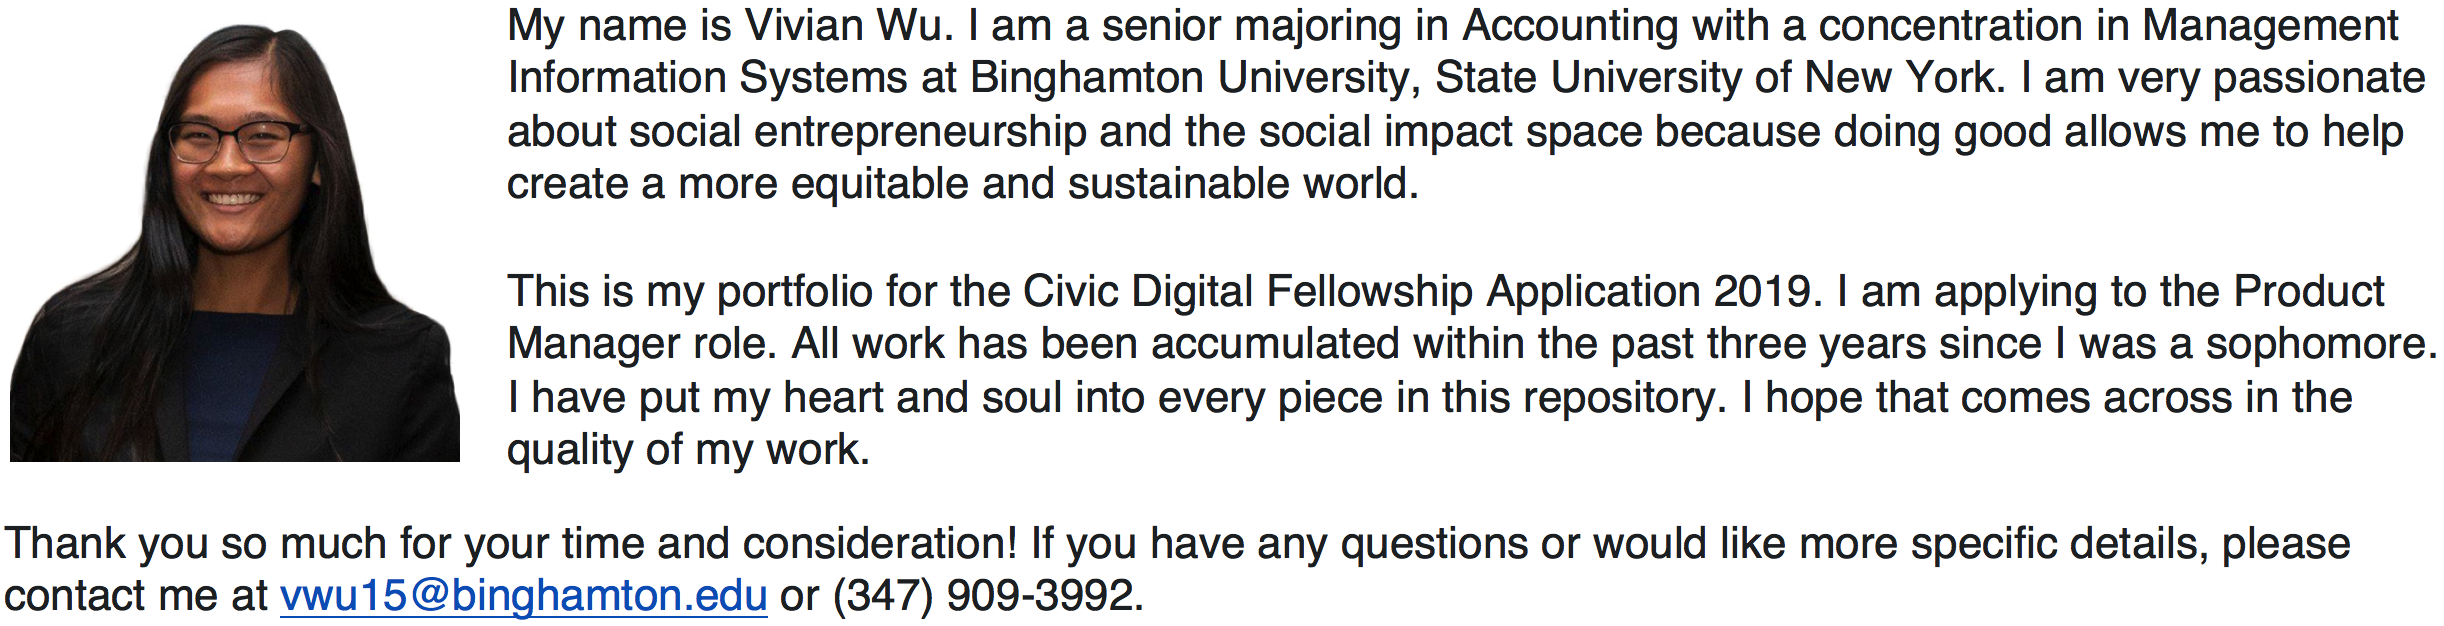 My name is Vivian Wu. I am a senior majoring in Accounting with a concentration in Management
Information Systems at Binghamton University, State University of New York. I am very passionate
about social entrepreneurship and the social impact space because doing good allows me to help
create a more equitable and sustainable world.
This is my portfolio for the Civic Digital Fellowship Application 2019. I am applying to the Product
Manager role. All work has been accumulated within the past three years since I was a sophomore.
I have put my heart and soul into every piece in this repository. I hope that comes across in the
quality of my work.
Thank you so much for your time and consideration! If you have any questions or would like more specific details, please
contact me at vwu15@binghamton.edu or (347) 909-3992.